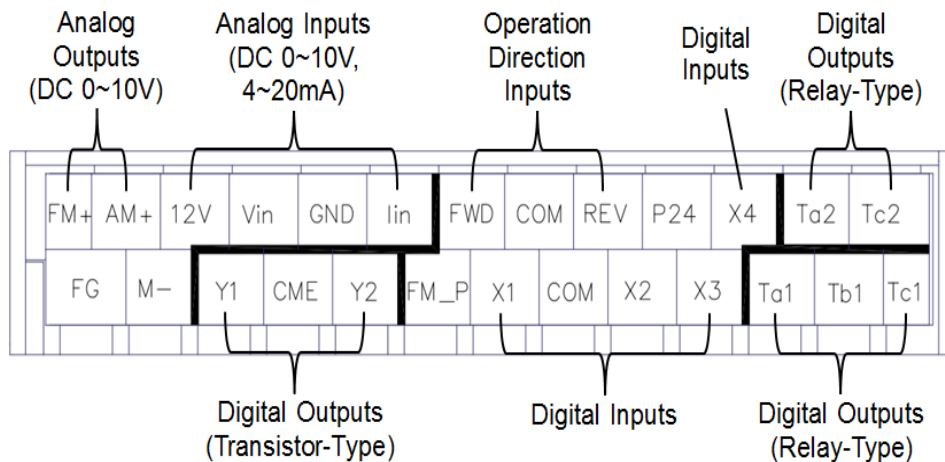 Analog
Outputs
(DC 0~10V)
Analog Inputs
(DC 0~10V,
4~20mA)
Operation
Direction
Inputs
Digital
Inputs
Digital
Outputs
(Relay-Type)
FM+ AM+ 12V Vin GND Iin FWD COM REV P24 X4 Ta2 Tc2
FG M- Y1 CME Y2 FM_P X1 COM X2 X3 Ta1 Tb1 Tc1
Digital Outputs
(Transistor-Type)
Digital Inputs
Digital Outputs
(Relay-Type)